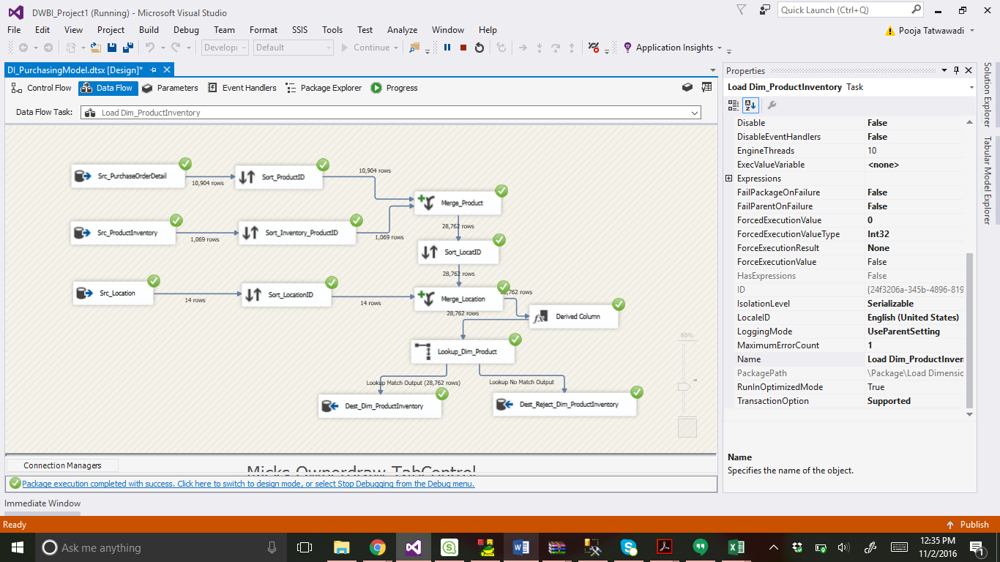 DWBI_Project1 (Running) - Microsoft Visual Studio
Quick Launch (Ctrl+Q)
File Edit View Project Build Debug Team Format SSIS Tools Test Analyze Window Help
Pooja Tatwawadi
Develop Default Continue Application Insights
DI_PurchasingModel.dtsx [Design]*
Control Flow Data Flow Parameters Event Handlers Package Explorer Progress
Data Flow Task: Load Dim_ProductInventory
Src_PurchaseOrderDetail
10,904 rows
Sort_ProductID
10,904 rows
Merge_Product
Src_ProductInventory
1,069 rows
Sort_Inventory_ProductID
1,069 rows
28,762 rows
Sort_LocatID
28,762 rows
Src_Location
14 rows
Sort_LocationID
14 rows
Merge_Location
,762 rows
28,762 rows
Derived Column
80%
Lookup_Dim_Product
Lookup Match Output (28,762 rows)
Lookup No Match Output
Dest_Dim_ProductInventory
Dest_Reject_Dim_ProductInventory
Connection Managers
Micks Ownerdraw TabControl
Package execution completed with success. Click here to switch to design mode, or select Stop Debugging from the Debug menu.
Immediate Window
Properties
Load Dim_ProductInventory Task
Disable False
DisableEventHandlers False
EngineThreads 10
ExecValueVariable <none>
Expressions
FailPackageOnFailure False
FailParentOnFailure False
ForcedExecutionValue 0
ForcedExecutionValueType Int32
ForceExecutionResult None
ForceExecutionValue False
HasExpressions False
ID {24f3206a-345b-4896-819
IsolationLevel Serializable
LocaleID English (United States)
LoggingMode UseParentSetting
MaximumErrorCount 1
Name Load Dim_ProductInven
PackagePath \Package\Load Dimensio
RunInOptimizedMode True
TransactionOption Supported
Name
Specifies the name of the object.
Solution Explorer
Tabular Model Explorer
Ready
Publish
Ask me anything
12:35 PM
11/2/2016
1